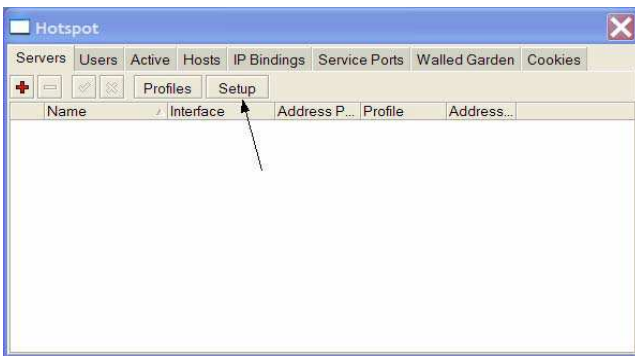 Hotspot
Servers Users Active Hosts IP Bindings Service Ports Walled Garden Cookies
Profiles Setup
Name Interface Address P... Profile Address...